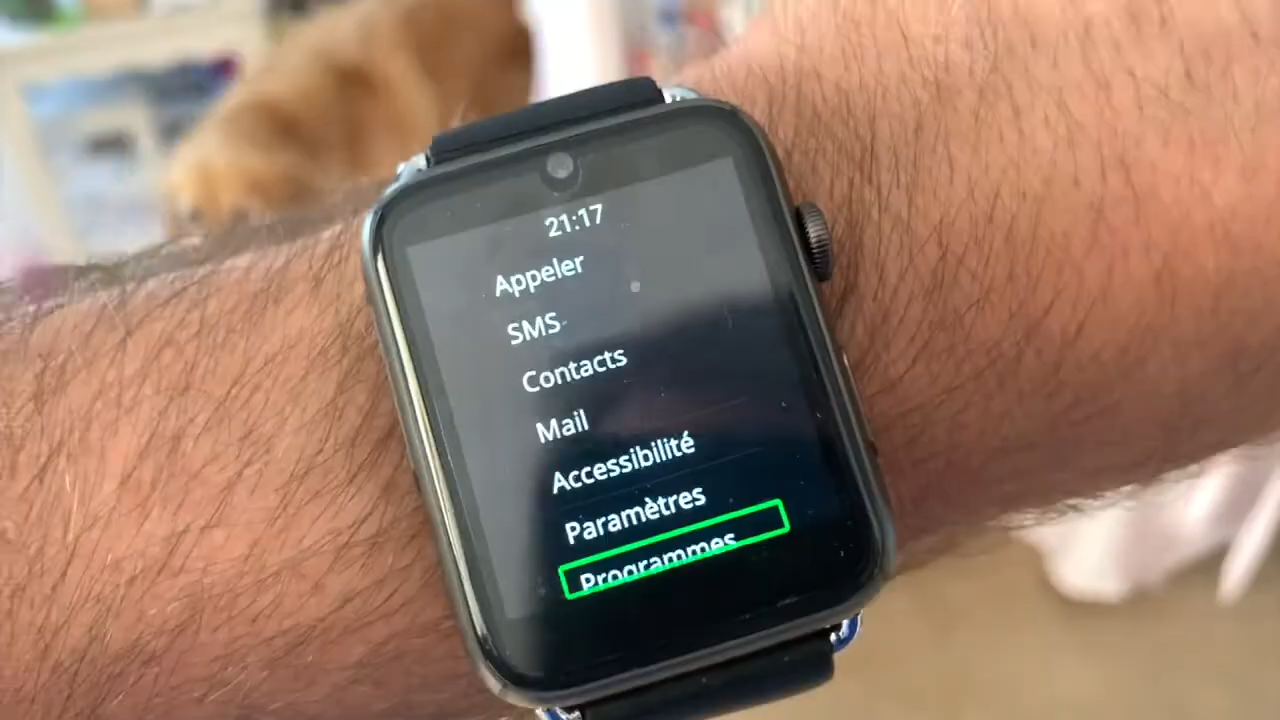 21:17
Appeler
SMS
Contacts
Mail
Accessibilité
Paramètres
Programmes